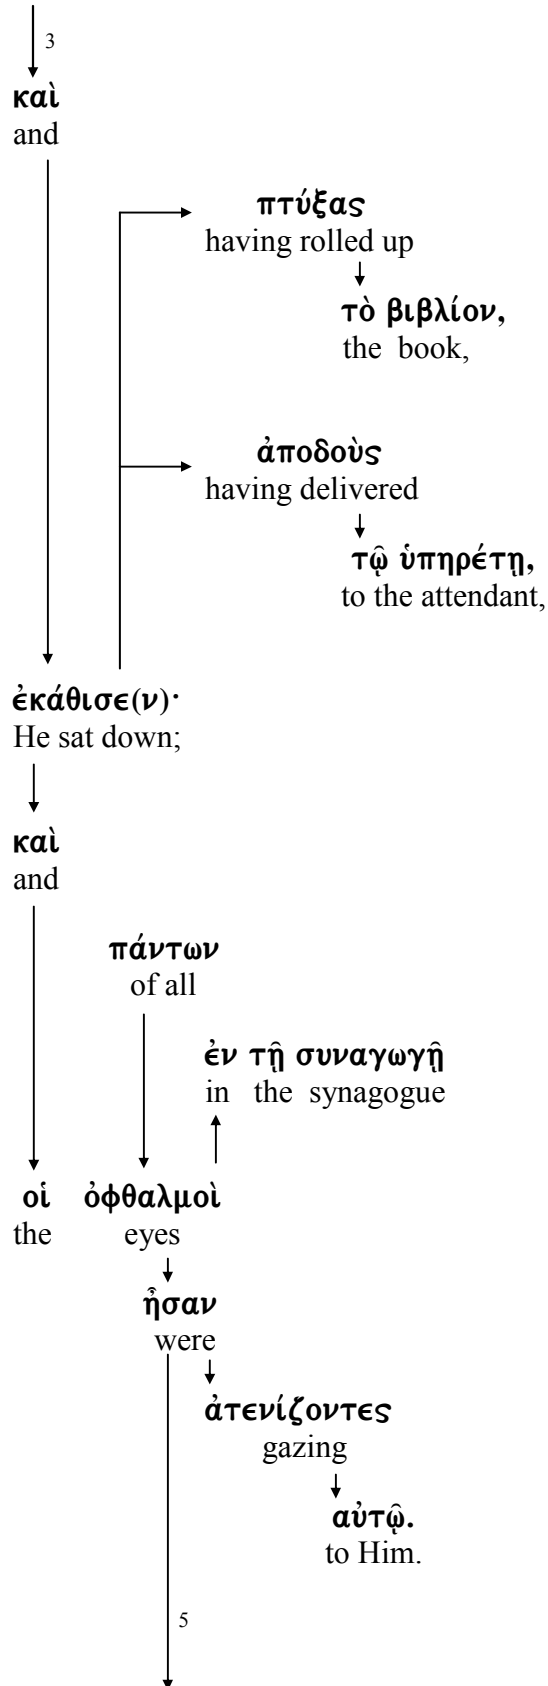 3
καὶ
and
πτύξας
having rolled up
τὸ βιβλίον,
the book,
ἀποδοὺς
having delivered
τῷ ὑπηρέτῃ,
to the attendant,
ἐκάθισε(ν)·
He sat down;
καὶ
and
πάντων
of all
ἐν τῇ συναγωγῇ
in the synagogue
οἱ ὀφθαλμοὶ
the eyes
ἦσαν
were
ἀτενίζοντες
gazing
αὐτῷ.
to Him.
5